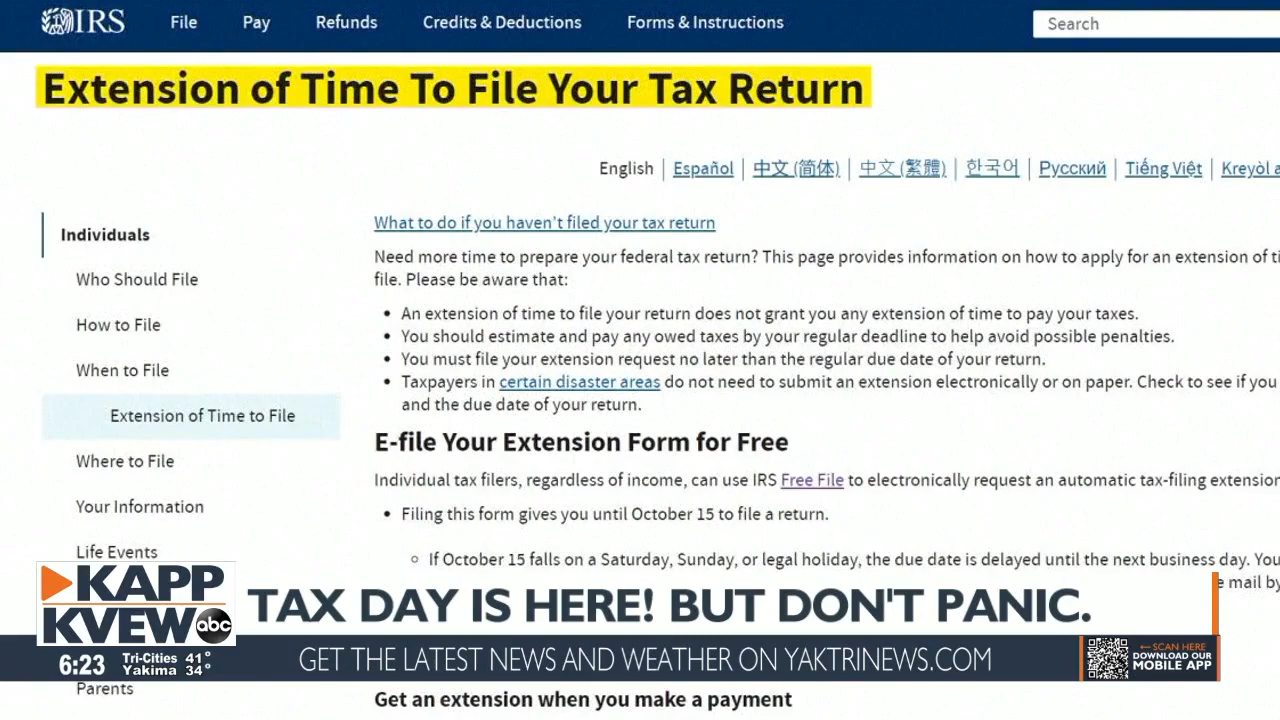 IRS File Pay Refunds Credits & Deductions Forms & Instructions Search
Extension of Time To File Your Tax Return
English Español 中文 (简体) 中文 (繁體) 한국어 Русский Tiếng Việt Kreyòl a
Individuals
Who Should File
How to File
When to File
Extension of Time to File
Where to File
Your Information
Life Events
Parents
What to do if you haven't filed your tax return
Need more time to prepare your federal tax return? This page provides information on how to apply for an extension of ti
file. Please be aware that:
• An extension of time to file your return does not grant you any extension of time to pay your taxes.
• You should estimate and pay any owed taxes by your regular deadline to help avoid possible penalties.
• You must file your extension request no later than the regular due date of your return.
• Taxpayers in certain disaster areas do not need to submit an extension electronically or on paper. Check to see if you
and the due date of your return.
E-file Your Extension Form for Free
Individual tax filers, regardless of income, can use IRS Free File to electronically request an automatic tax-filing extension
• Filing this form gives you until October 15 to file a return.
◦ If October 15 falls on a Saturday, Sunday, or legal holiday, the due date is delayed until the next business day. You
e mail by
Get an extension when you make a payment
KAPP
KVEW abc
TAX DAY IS HERE! BUT DON'T PANIC.
6:23
Tri-Cities 41°
Yakima 34°
GET THE LATEST NEWS AND WEATHER ON YAKTRINEWS.COM
←SCAN HERE
DOWNLOAD OUR
MOBILE APP